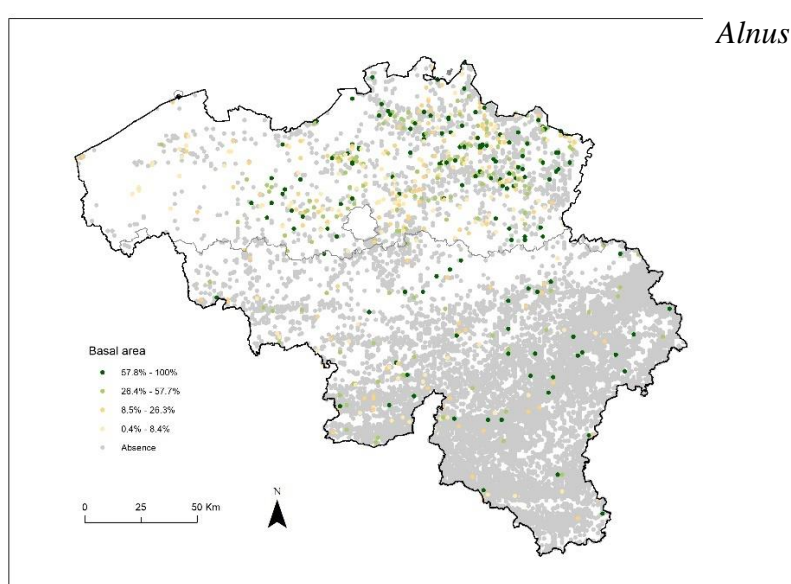 Alnus
Basal area
57.8% - 100%
28.4% - 57.7%
8.5% - 26.3%
0.4% - 8.4%
Absence
N
0 25 50 Km